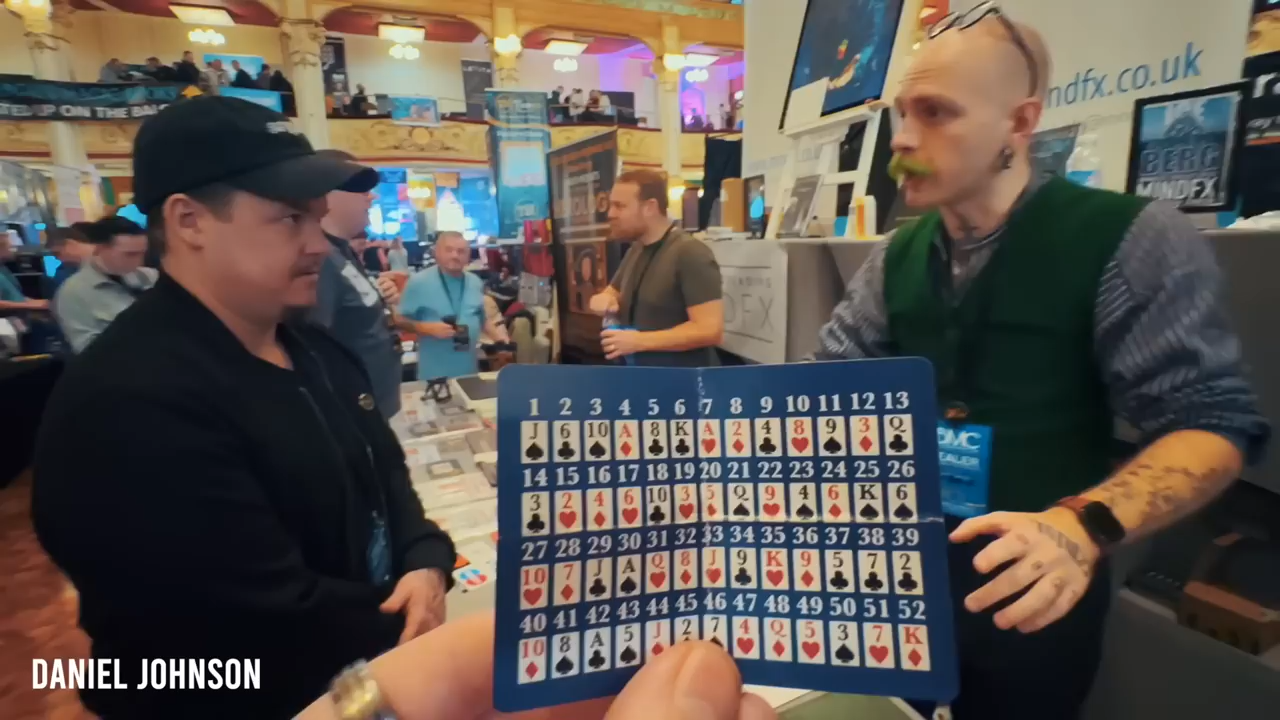 ndfx.co.uk
BERG
MINDFX
BMC
1 2 3 4 5 6 7 8 9 10 11 12 13
J 6 10 A 8 K A 2 4 8 9 3 Q
14 15 16 17 18 19 20 21 22 23 24 25 26
3 2 4 6 10 3 5 Q 9 4 6 K 6
27 28 29 30 31 32 33 34 35 36 37 38 39
10 7 J A Q 8 J 9 K 9 5 7 2
40 41 42 43 44 45 46 47 48 49 50 51 52
10 8 A 5 J 2 7 4 Q 5 3 7 K
DANIEL JOHNSON